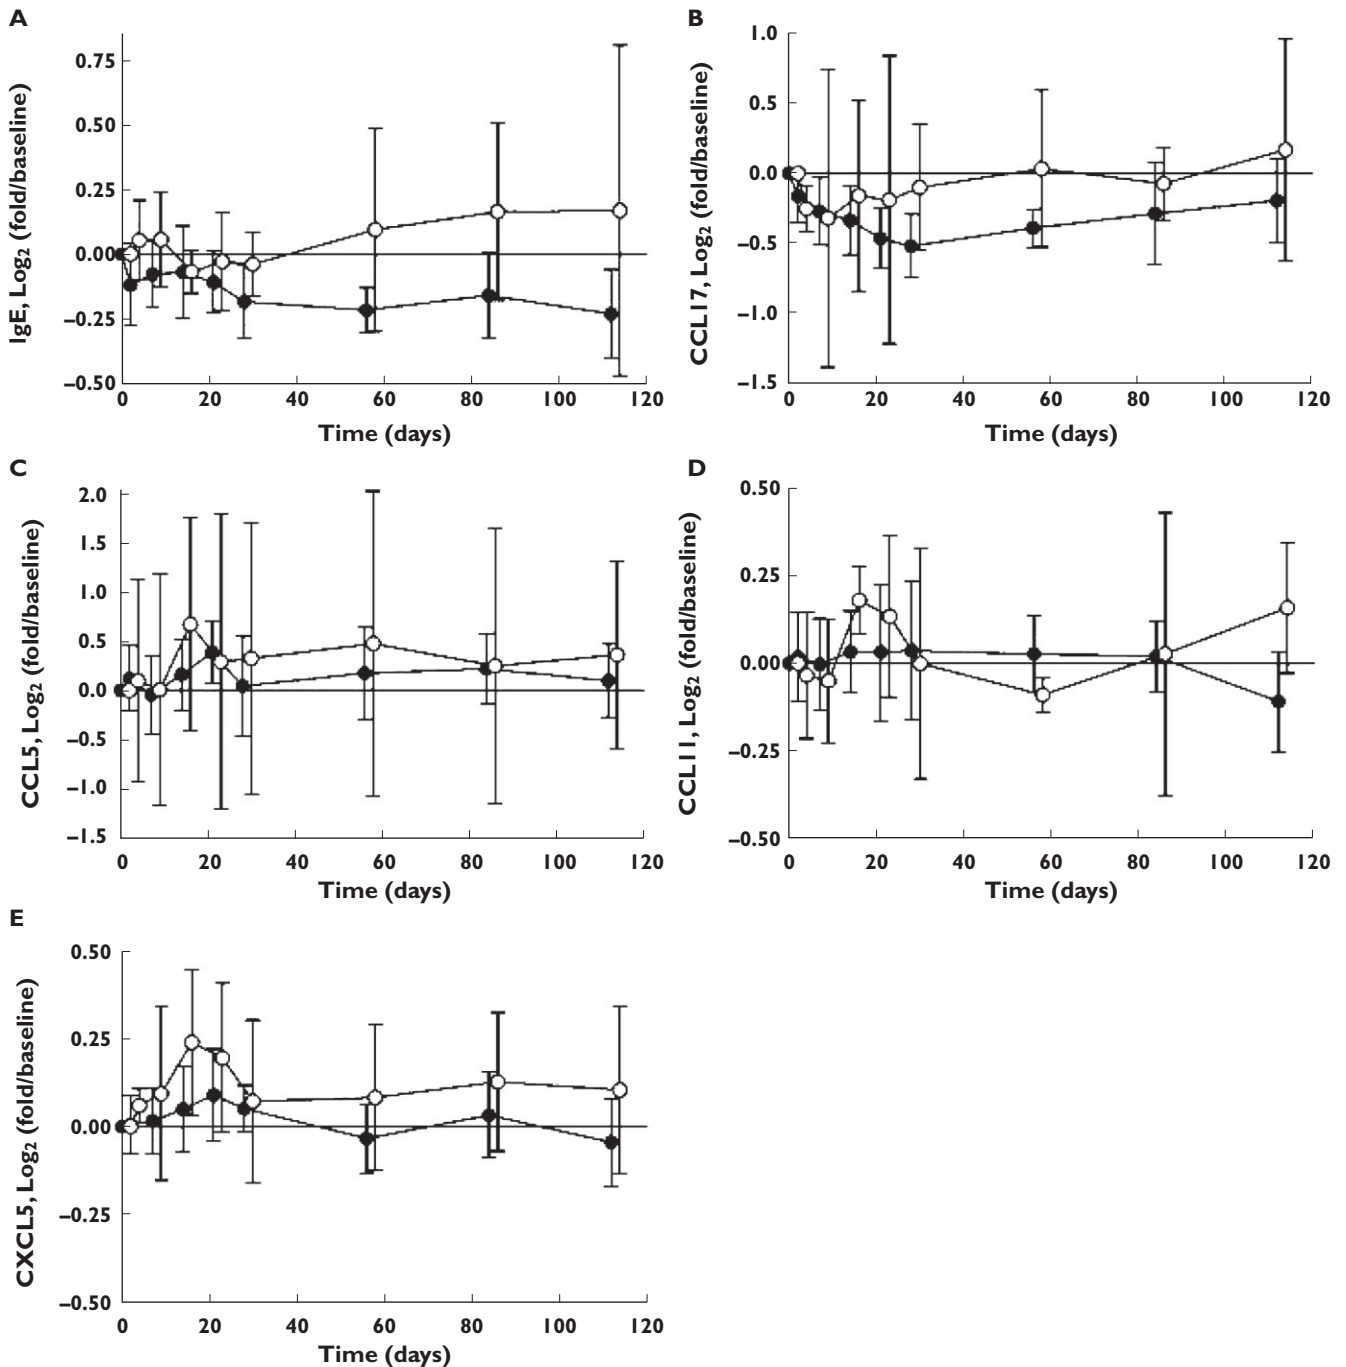 A
IgE, Log2 (fold/baseline)
0.75
0.50
0.25
0.00
–0.25
–0.50
0 20 40 60 80 100 120
Time (days)
B
CCL17, Log2 (fold/baseline)
1.0
0.5
0.0
–0.5
–1.0
–1.5
0 20 40 60 80 100 120
Time (days)
C
CCL5, Log2 (fold/baseline)
2.0
1.5
1.0
0.5
0.0
–0.5
–1.0
–1.5
0 20 40 60 80 100 120
Time (days)
D
CCL11, Log2 (fold/baseline)
0.50
0.25
0.00
–0.25
–0.50
0 20 40 60 80 100 120
Time (days)
E
CXCL5, Log2 (fold/baseline)
0.50
0.25
0.00
–0.25
–0.50
0 20 40 60 80 100 120
Time (days)